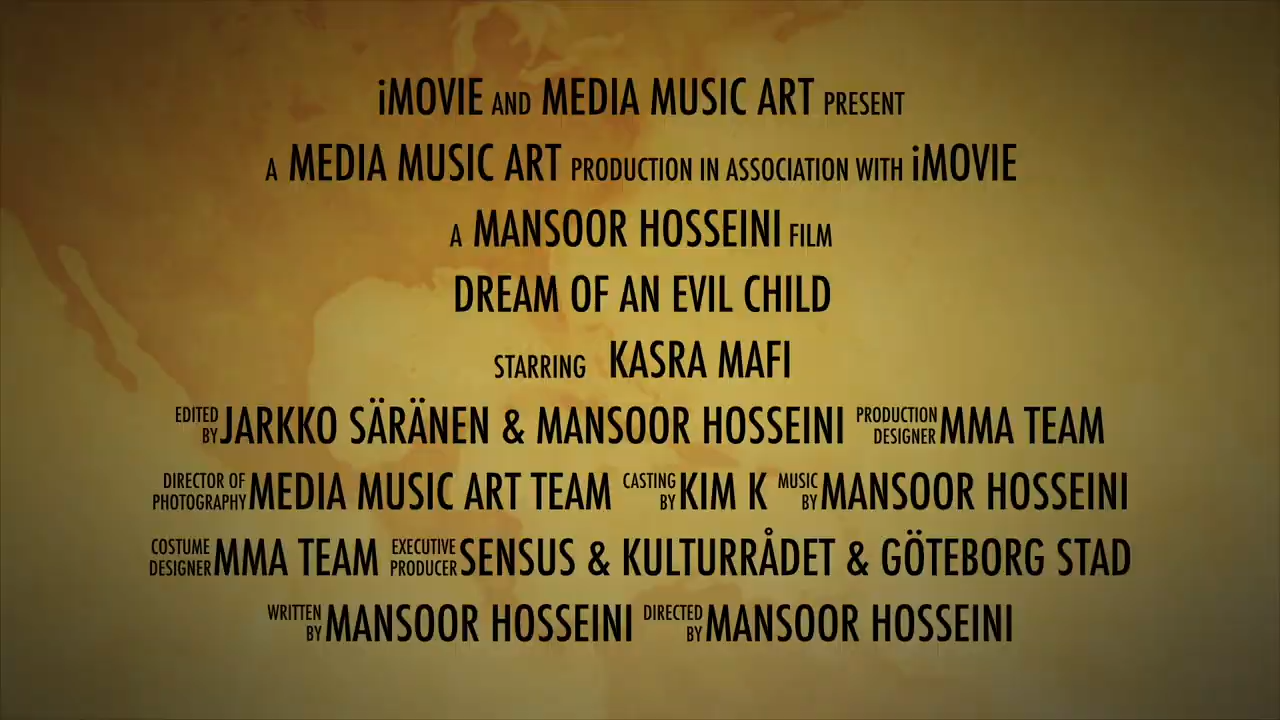 iMOVIE AND MEDIA MUSIC ART PRESENT
A MEDIA MUSIC ART PRODUCTION IN ASSOCIATION WITH iMOVIE
A MANSOOR HOSSEINI FILM
DREAM OF AN EVIL CHILD
STARRING KASRA MAFI
EDITED BY JARKKO SÄRÄNEN & MANSOOR HOSSEINI PRODUCTION DESIGNER MMA TEAM
DIRECTOR OF PHOTOGRAPHY MEDIA MUSIC ART TEAM CASTING BY KIM K MUSIC BY MANSOOR HOSSEINI
COSTUME DESIGNER MMA TEAM EXECUTIVE PRODUCER SENSUS & KULTURRÅDET & GÖTEBORG STAD
WRITTEN BY MANSOOR HOSSEINI DIRECTED BY MANSOOR HOSSEINI